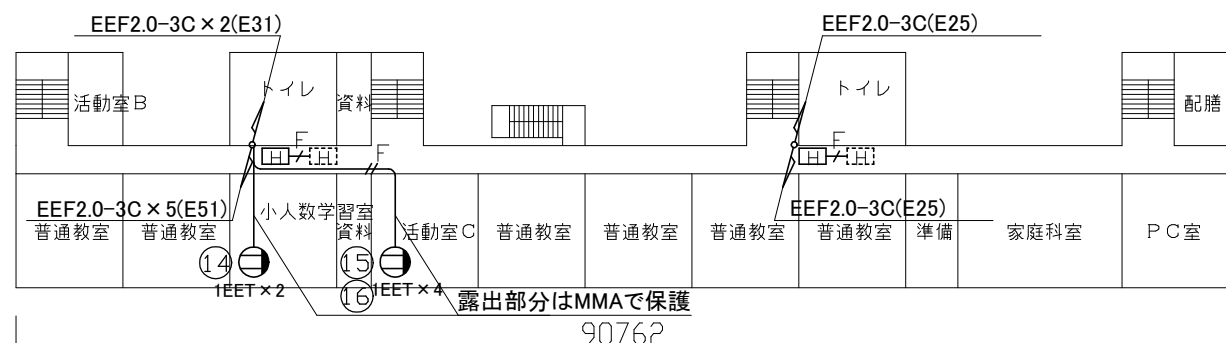 EEF2.0-3C×2(E31)
EEF2.0-3C(E25)
トイレ
トイレ
活動室B
資料
配膳
F
H
H
F
H
H
F
EEF2.0-3C×5(E51)
小人数学習室
EEF2.0-3C(E25)
普通教室
普通教室
資料
活動室C
普通教室
普通教室
普通教室
普通教室
準備
家庭科室
PC室
14
15
1EET×2
16
1EET×4
露出部分はMMAで保護
90762